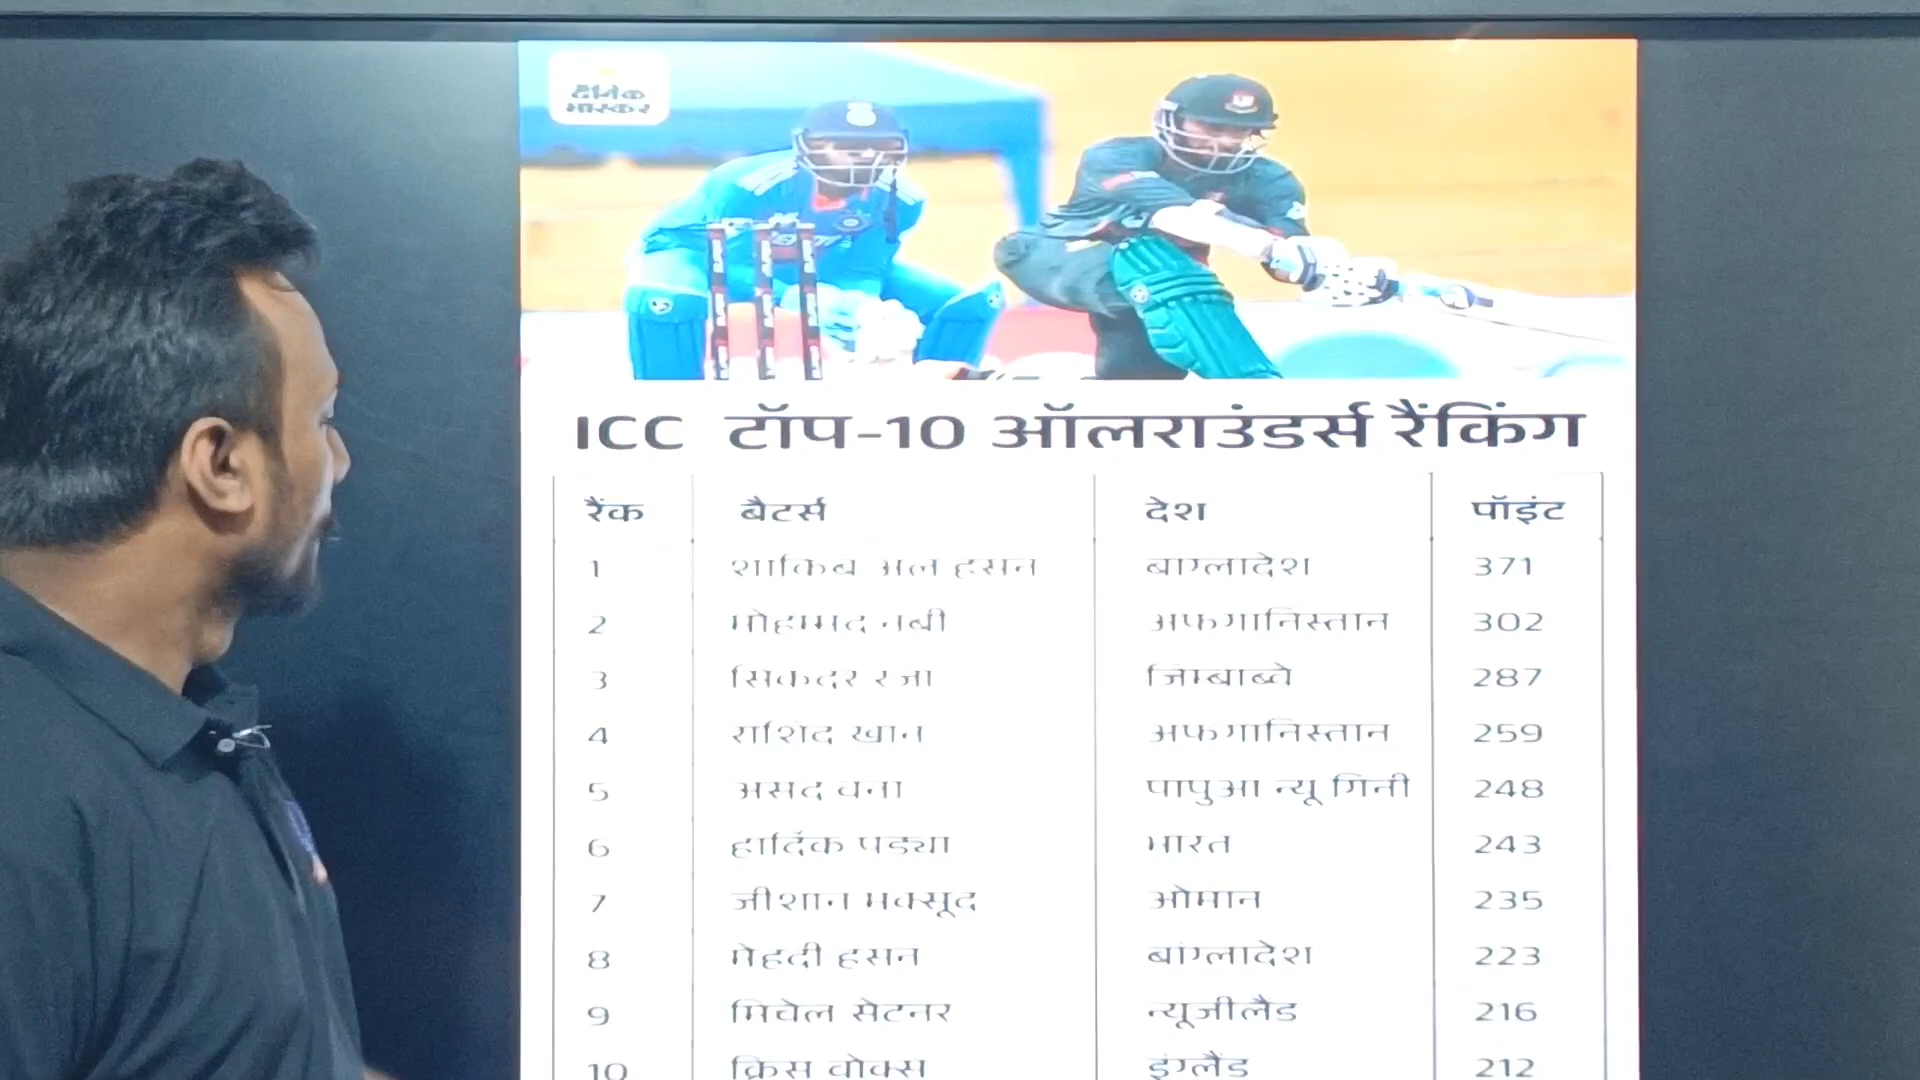 दैनिक
भास्कर
ICC टॉप-10 ऑलराउंडर्स रैंकिंग
रैंक बैटर्स देश पॉइंट
1 शाकिब अल हसन बांग्लादेश 371
2 मोहम्मद नबी अफगानिस्तान 302
3 सिकंदर रजा जिम्बाब्वे 287
4 राशिद खान अफगानिस्तान 259
5 असद वला पापुआ न्यू गिनी 248
6 हार्दिक पंड्या भारत 243
7 जीशान मकसूद ओमान 235
8 मेहदी हसन बांग्लादेश 223
9 मिचेल सेंटनर न्यूजीलैंड 216
10 क्रिस वोक्स इंग्लैंड 212